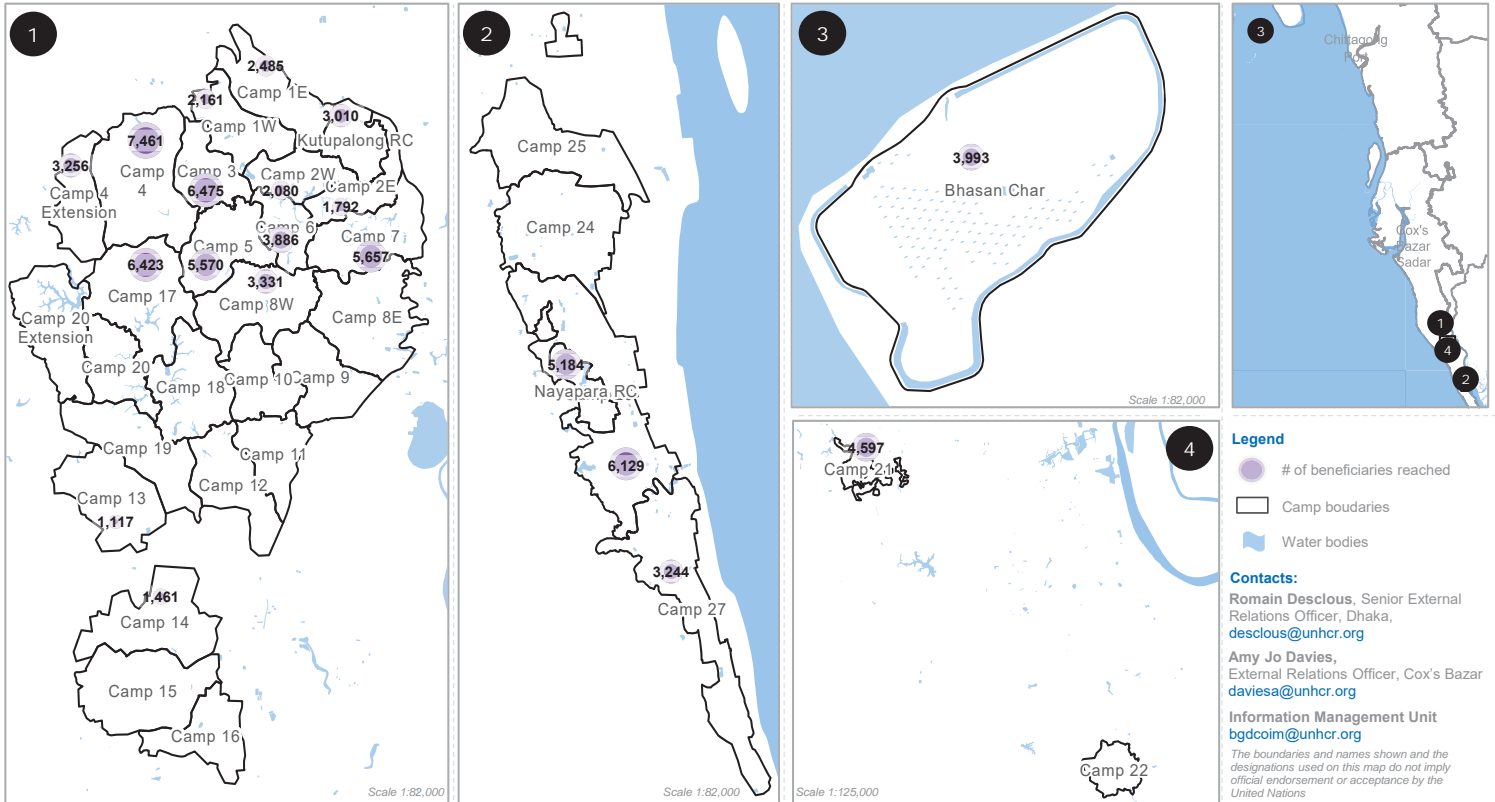 1
2,485
Camp 1E
2,161
Camp 1W
3,010
Kutupalong RC
7,461
Camp
4
3,256
Camp 4
Extension
Camp 3
6,475
Camp 2W
2,080
Camp 2E
1,792
Camp 6
3,886
Camp 5
5,570
Camp 7
5,657
6,423
Camp 17
3,331
Camp 8W
Camp 8E
Camp 20
Extension
Camp 20
Camp 18
Camp 10
Camp 9
Camp 19
Camp 11
Camp 12
Camp 13
1,117
1,461
Camp 14
Camp 15
Camp 16
Scale 1:82,000
2
Camp 25
Camp 24
5,184
Nayapara RC
6,129
3,244
Camp 27
Scale 1:82,000
3
3,993
Bhasan Char
Scale 1:82,000
4,597
Camp 21
4
Camp 22
Scale 1:125,000
3
Chittagong
Port
Cox's
Bazar
Sadar
1
4
2
Legend
# of beneficiaries reached
Camp boudaries
Water bodies
Contacts:
Romain Desclous, Senior External
Relations Officer, Dhaka,
desclous@unhcr.org
Amy Jo Davies,
External Relations Officer, Cox's Bazar
daviesa@unhcr.org
Information Management Unit
bgdcoim@unhcr.org
The boundaries and names shown and the
designations used on this map do not imply
official endorsement or acceptance by the
United Nations